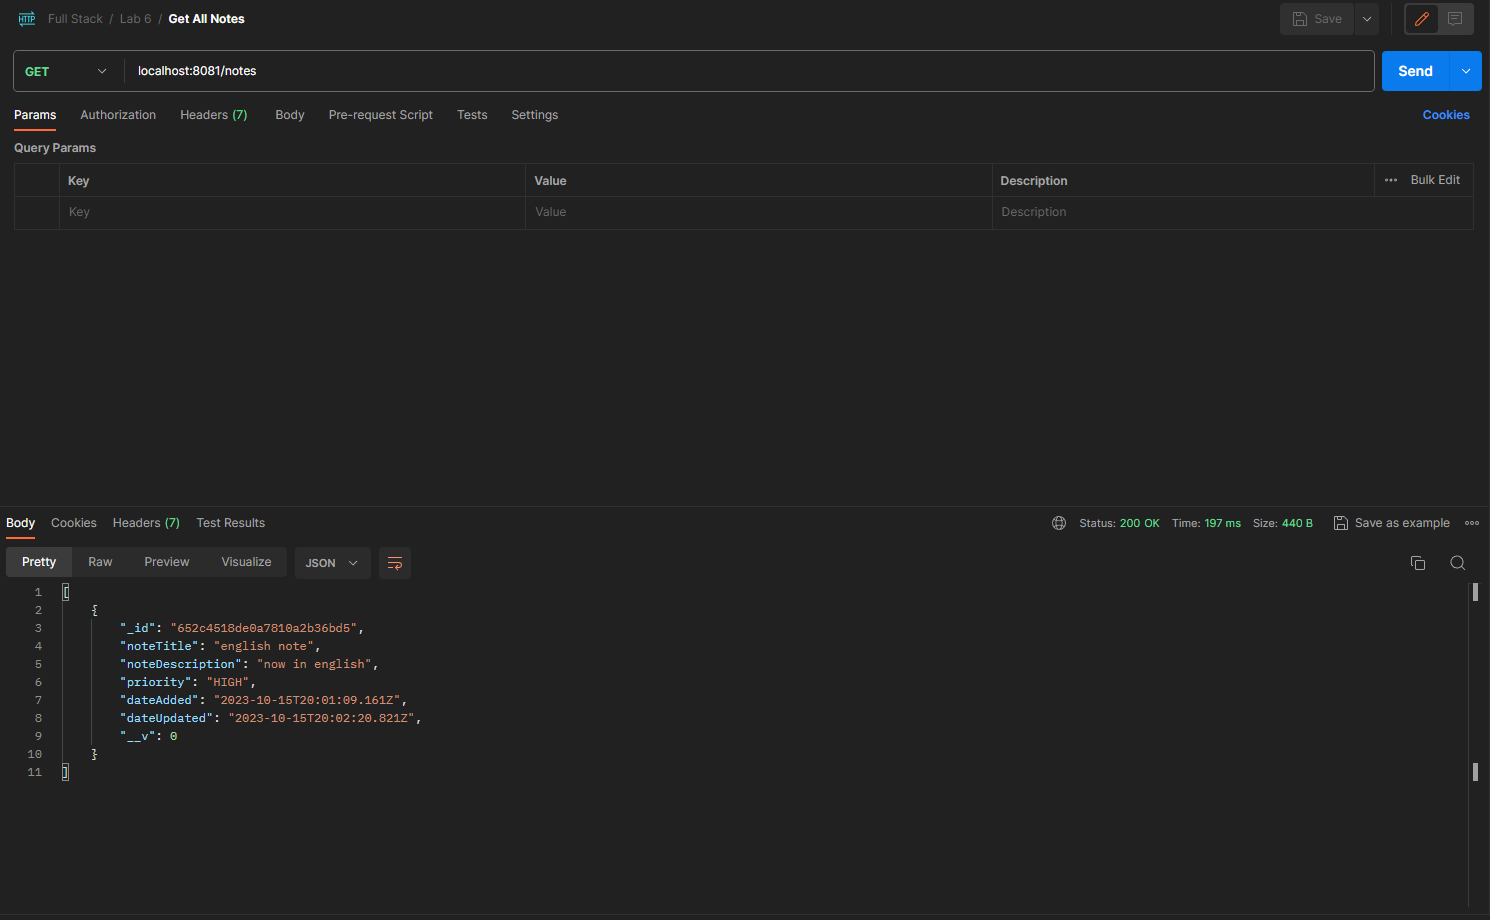 HTTP Full Stack / Lab 6 / Get All Notes Save
GET localhost:8081/notes Send
Params Authorization Headers (7) Body Pre-request Script Tests Settings Cookies
Query Params
Key Value Description ••• Bulk Edit
Key Value Description
Body Cookies Headers (7) Test Results Status: 200 OK Time: 197 ms Size: 440 B Save as example •••
Pretty Raw Preview Visualize JSON
1 [
2 {
3 "_id": "652c4518de0a7810a2b36bd5",
4 "noteTitle": "english note",
5 "noteDescription": "now in english",
6 "priority": "HIGH",
7 "dateAdded": "2023-10-15T20:01:09.161Z",
8 "dateUpdated": "2023-10-15T20:02:20.821Z",
9 "__v": 0
10 }
11 ]